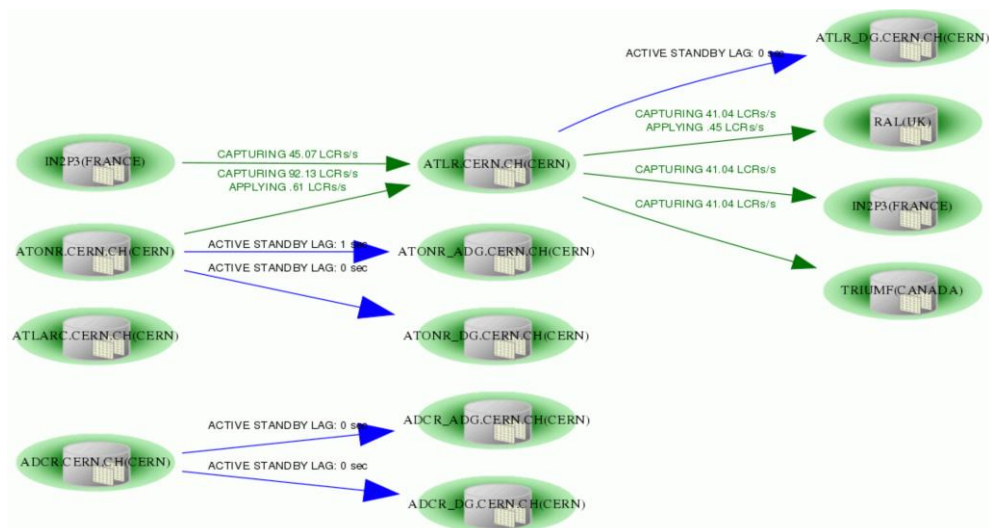 ATLR_DG.CERN.CH(CERN)
ACTIVE STANDBY LAG: 0 sec
CAPTURING 41.04 LCRs/s
APPLYING .45 LCRs/s
RAL(UK)
IN2P3(FRANCE)
CAPTURING 45.07 LCRs/s
ATLR.CERN.CH(CERN)
CAPTURING 92.13 LCRs/s
APPLYING .61 LCRs/s
CAPTURING 41.04 LCRs/s
IN2P3(FRANCE)
CAPTURING 41.04 LCRs/s
ATONR.CERN.CH(CERN)
ACTIVE STANDBY LAG: 1 sec
ATONR_ADG.CERN.CH(CERN)
ACTIVE STANDBY LAG: 0 sec
TRIUMF(CANADA)
ATLARC.CERN.CH(CERN)
ATONR_DG.CERN.CH(CERN)
ADCR_ADG.CERN.CH(CERN)
ACTIVE STANDBY LAG: 0 sec
ADCR.CERN.CH(CERN)
ACTIVE STANDBY LAG: 0 sec
ADCR_DG.CERN.CH(CERN)